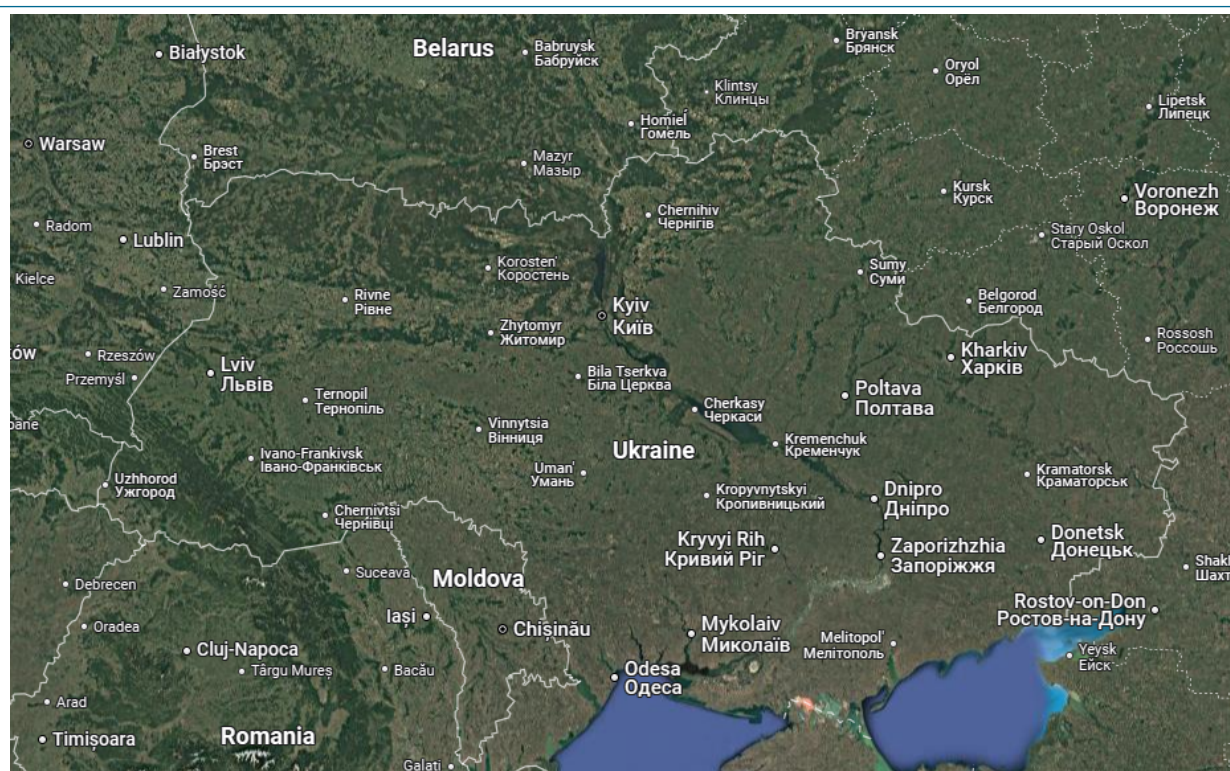 Białystok
Belarus
Babruysk
Бабруйск
Bryansk
Брянск
Oryol
Орёл
Klintsy
Клинцы
Lipetsk
Липецк
Homieĺ
Гомель
Warsaw
Brest
Брэст
Mazyr
Мазыр
Kursk
Курск
Voronezh
Воронеж
Chernihiv
Чернігів
Radom
Lublin
Stary Oskol
Старый Оскол
Korosten'
Коростень
Sumy
Суми
Kielce
Zamość
Rivne
Рівне
Belgorod
Белгород
Kyiv
Київ
Zhytomyr
Житомир
Rossosh
Россошь
ów
Rzeszów
Lviv
Львів
Kharkiv
Харків
Przemyśl
Bila Tserkva
Біла Церква
Ternopil
Тернопіль
Poltava
Полтава
Cherkasy
Черкаси
Vinnytsia
Вінниця
Kremenchuk
Кременчук
Ukraine
Ivano-Frankivsk
Івано-Франківськ
Uman'
Умань
Kramatorsk
Краматорськ
Uzhhorod
Ужгород
Kropyvnytskyi
Кропивницький
Dnipro
Дніпро
Chernivtsi
Чернівці
Kryvyi Rih
Кривий Ріг
Donetsk
Донецьк
Zaporizhzhia
Запоріжжя
Shakh
Шахт
Suceava
Moldova
Debrecen
Rostov-on-Don
Ростов-на-Дону
Iași
Chișinău
Oradea
Mykolaiv
Миколаїв
Melitopol'
Мелітополь
Yeysk
Ейск
Cluj-Napoca
Târgu Mureș
Bacău
Odesa
Одеса
Arad
Timișoara
Romania
Galați